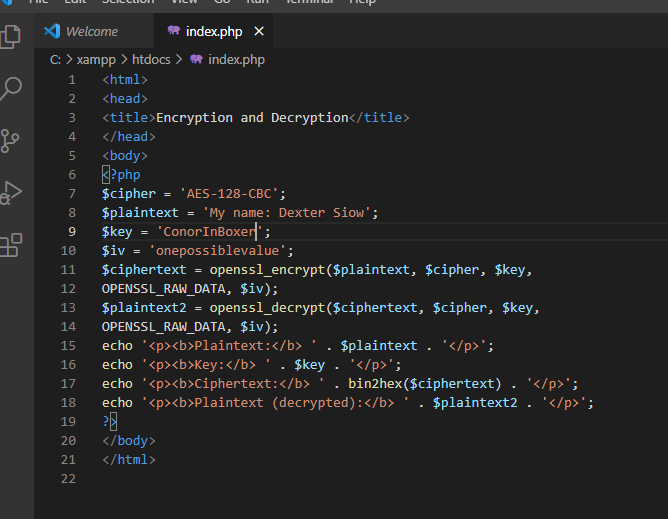 File Edit Selection View Go Run Terminal Help
Welcome index.php
C: > xampp > htdocs > index.php
1 <html>
2 <head>
3 <title>Encryption and Decryption</title>
4 </head>
5 <body>
6 <?php
7 $cipher = 'AES-128-CBC';
8 $plaintext = 'My name: Dexter Siow';
9 $key = 'ConorInBoxer';
10 $iv = 'onepossiblevalue';
11 $ciphertext = openssl_encrypt($plaintext, $cipher, $key,
12 OPENSSL_RAW_DATA, $iv);
13 $plaintext2 = openssl_decrypt($ciphertext, $cipher, $key,
14 OPENSSL_RAW_DATA, $iv);
15 echo '<p><b>Plaintext:</b> ' . $plaintext . '</p>';
16 echo '<p><b>Key:</b> ' . $key . '</p>';
17 echo '<p><b>Ciphertext:</b> ' . bin2hex($ciphertext) . '</p>';
18 echo '<p><b>Plaintext (decrypted):</b> ' . $plaintext2 . '</p>';
19 ?>
20 </body>
21 </html>
22